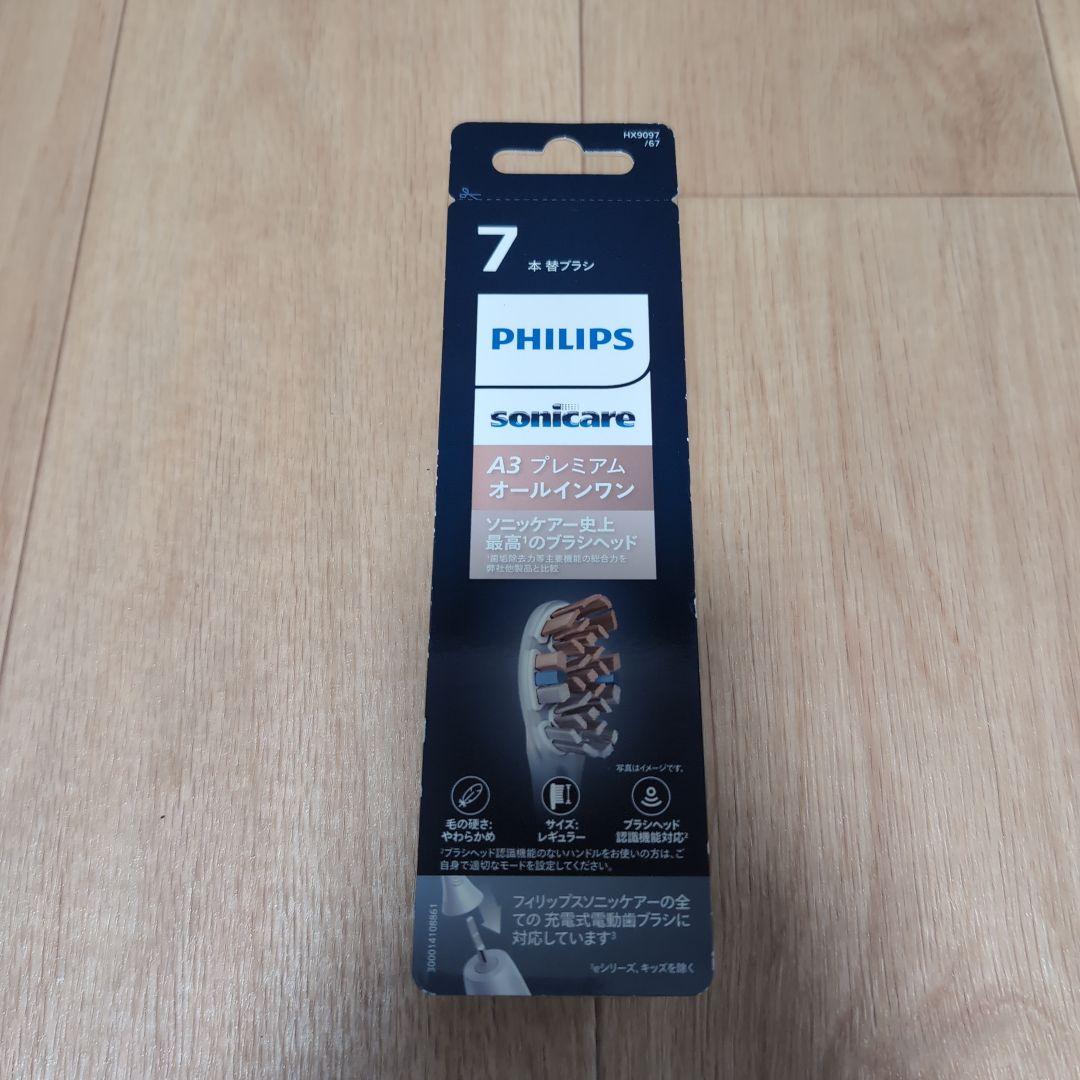 HX9097
/67
7
本 替ブラシ
PHILIPS
sonicare
A3 プレミアム
オールインワン
ソニッケアー史上
最高¹のブラシヘッド
¹歯垢除去力等主要機能の総合力を
弊社他製品と比較
写真はイメージです。
毛の硬さ:
やわらかめ
サイズ:
レギュラー
ブラシヘッド
認識機能対応²
²ブラシヘッド認識機能のないハンドルをお使いの方は、ご
自身で適切なモードを設定してください。
フィリップスソニッケアーの全
ての 充電式電動歯ブラシに
対応しています³
³eシリーズ、キッズを除く
300014108861